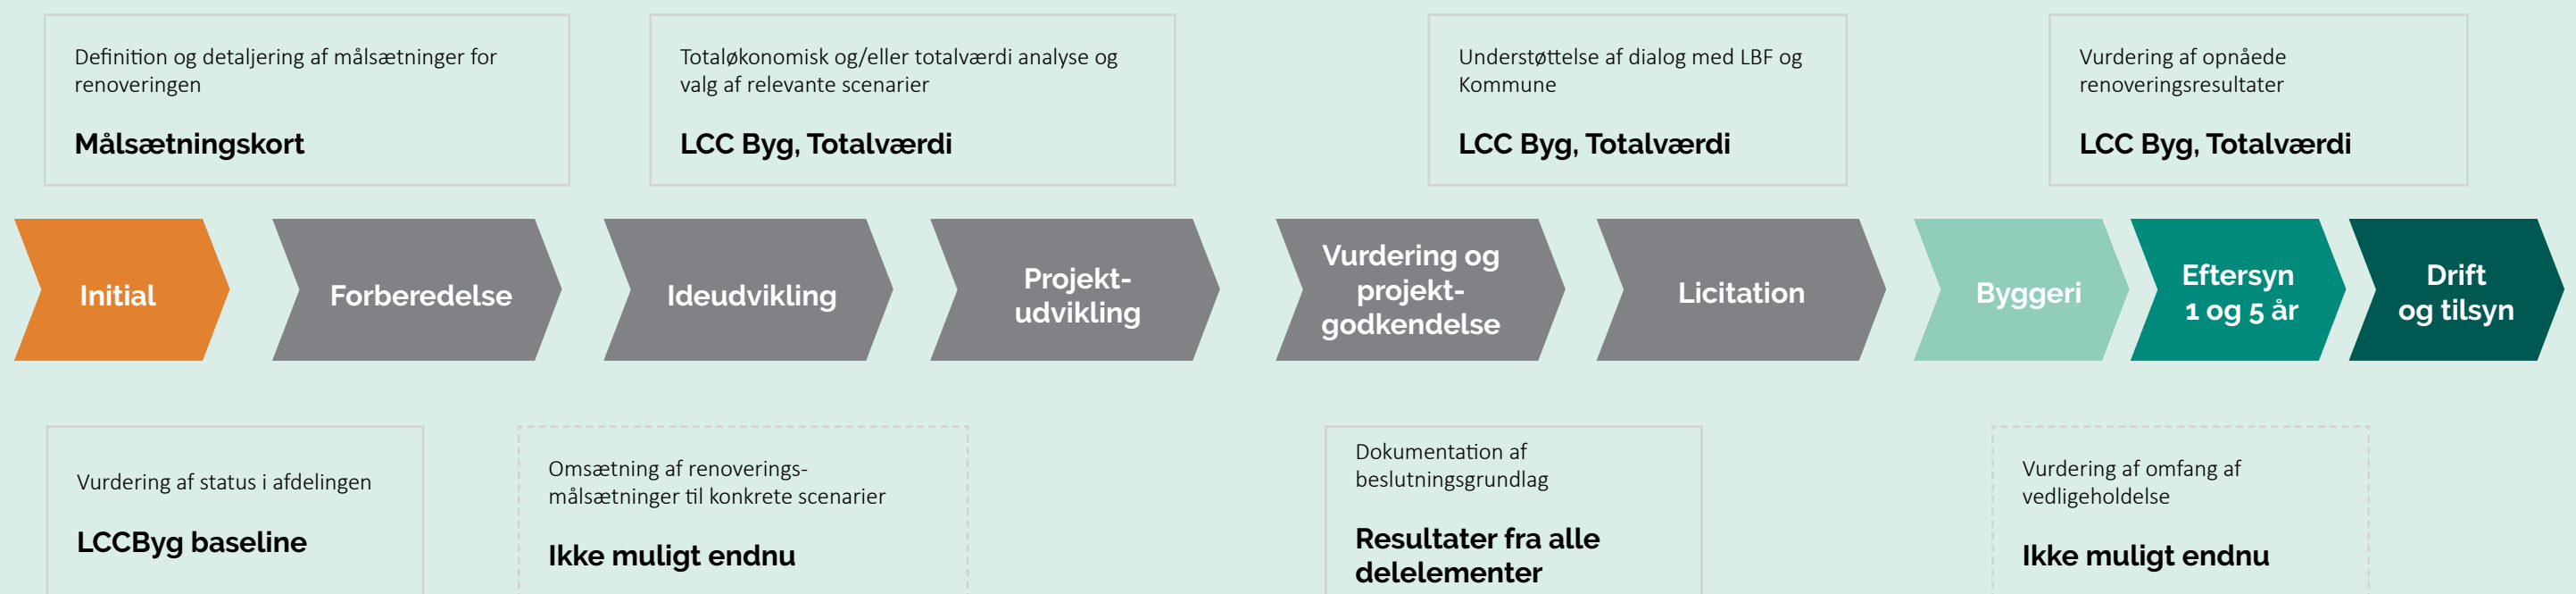 Definition og detaljering af målsætninger for
renoveringen
Målsætningskort
Totaløkonomisk og/eller totalværdi analyse og
valg af relevante scenarier
LCC Byg, Totalværdi
Understøttelse af dialog med LBF og
Kommune
LCC Byg, Totalværdi
Vurdering af opnåede
renoveringsresultater
LCC Byg, Totalværdi
Initial
Forberedelse
Ideudvikling
Projekt-
udvikling
Vurdering og
projekt-
godkendelse
Licitation
Byggeri
Eftersyn
1 og 5 år
Drift
og tilsyn
Vurdering af status i afdelingen
LCCByg baseline
Omsætning af renoverings-
målsætninger til konkrete scenarier
Ikke muligt endnu
Dokumentation af
beslutningsgrundlag
Resultater fra alle
delelementer
Vurdering af omfang af
vedligeholdelse
Ikke muligt endnu